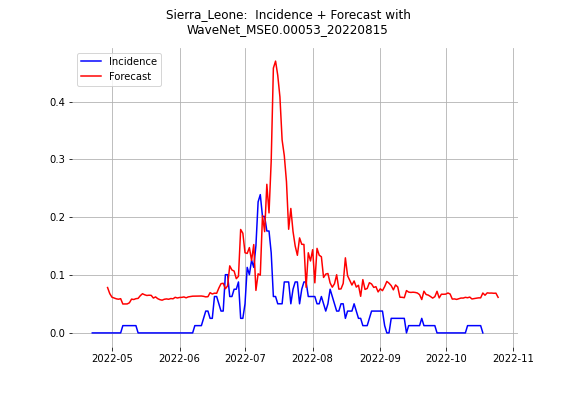 Sierra_Leone:  Incidence + Forecast with
WaveNet_MSE0.00053_20220815
Incidence
Forecast
0.4
0.3
0.2
0.1
0.0
2022-05 2022-06 2022-07 2022-08 2022-09 2022-10 2022-11